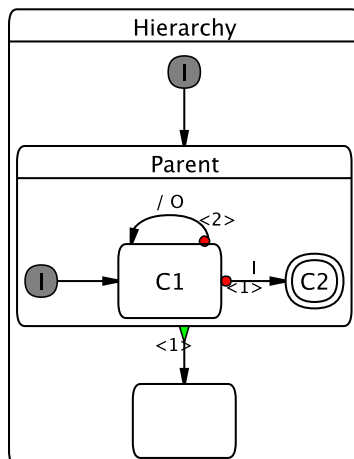 Hierarchy
I
Parent
/ O
<2>
I
C1
I
<1>
C2
<1>